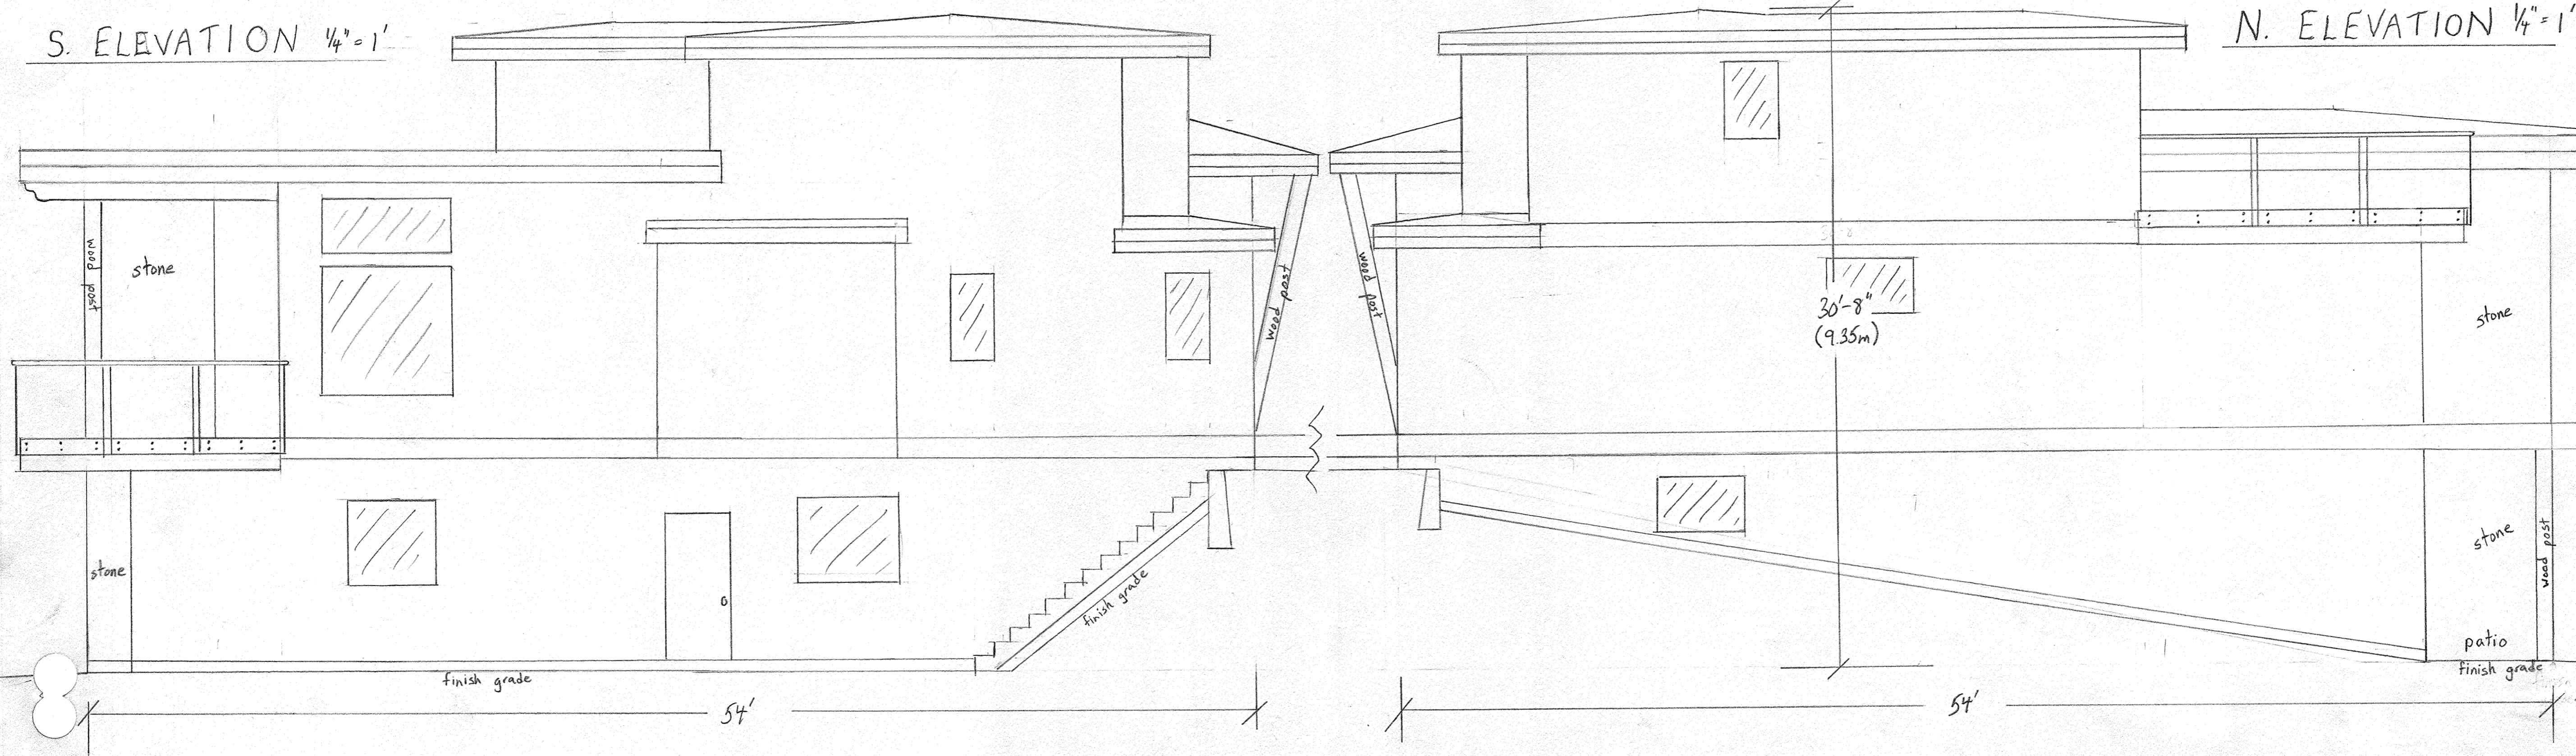 S. ELEVATION 1/4"=1'
N. ELEVATION 1/4"=1'
wood post
stone
wood post
wood post
30'-8"
(9.35m)
stone
stone
finish grade
stone
wood post
patio
finish grade
finish grade
54'
54'